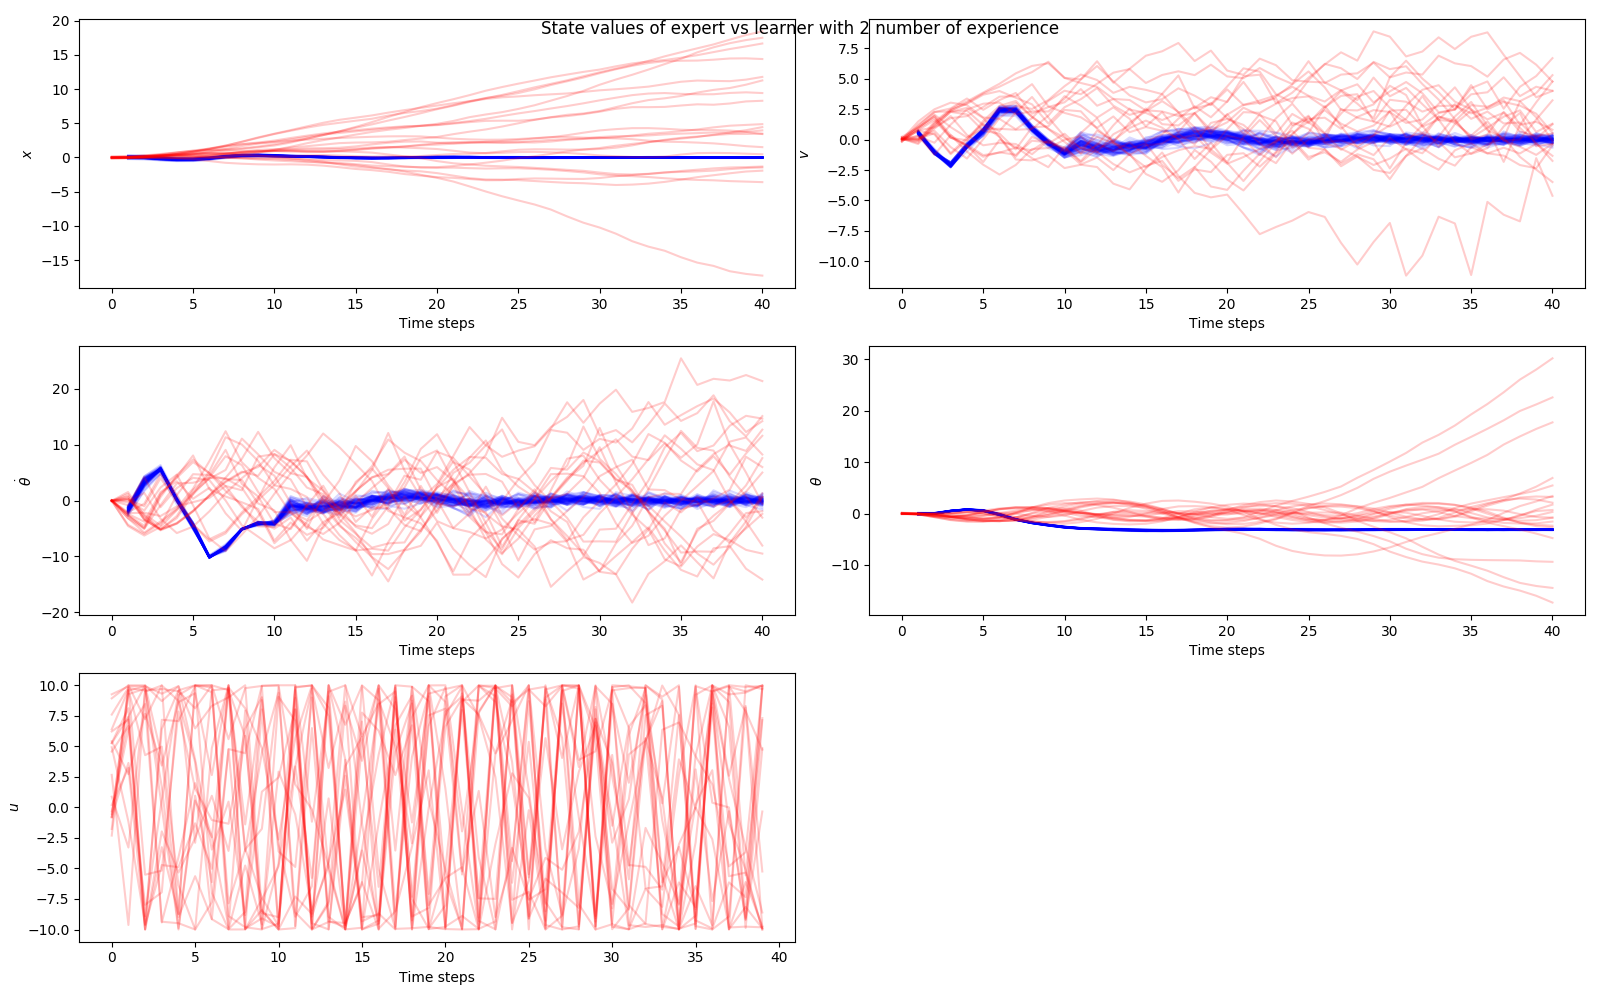 State values of expert vs learner with 2 number of experience
20
15
10
5
0
−5
−10
−15
x
0 5 10 15 20 25 30 35 40
Time steps
7.5
5.0
2.5
0.0
−2.5
−5.0
−7.5
−10.0
v
0 5 10 15 20 25 30 35 40
Time steps
20
10
0
−10
−20
θ̇
0 5 10 15 20 25 30 35 40
Time steps
30
20
10
0
−10
θ
0 5 10 15 20 25 30 35 40
Time steps
10.0
7.5
5.0
2.5
0.0
−2.5
−5.0
−7.5
−10.0
u
0 5 10 15 20 25 30 35 40
Time steps